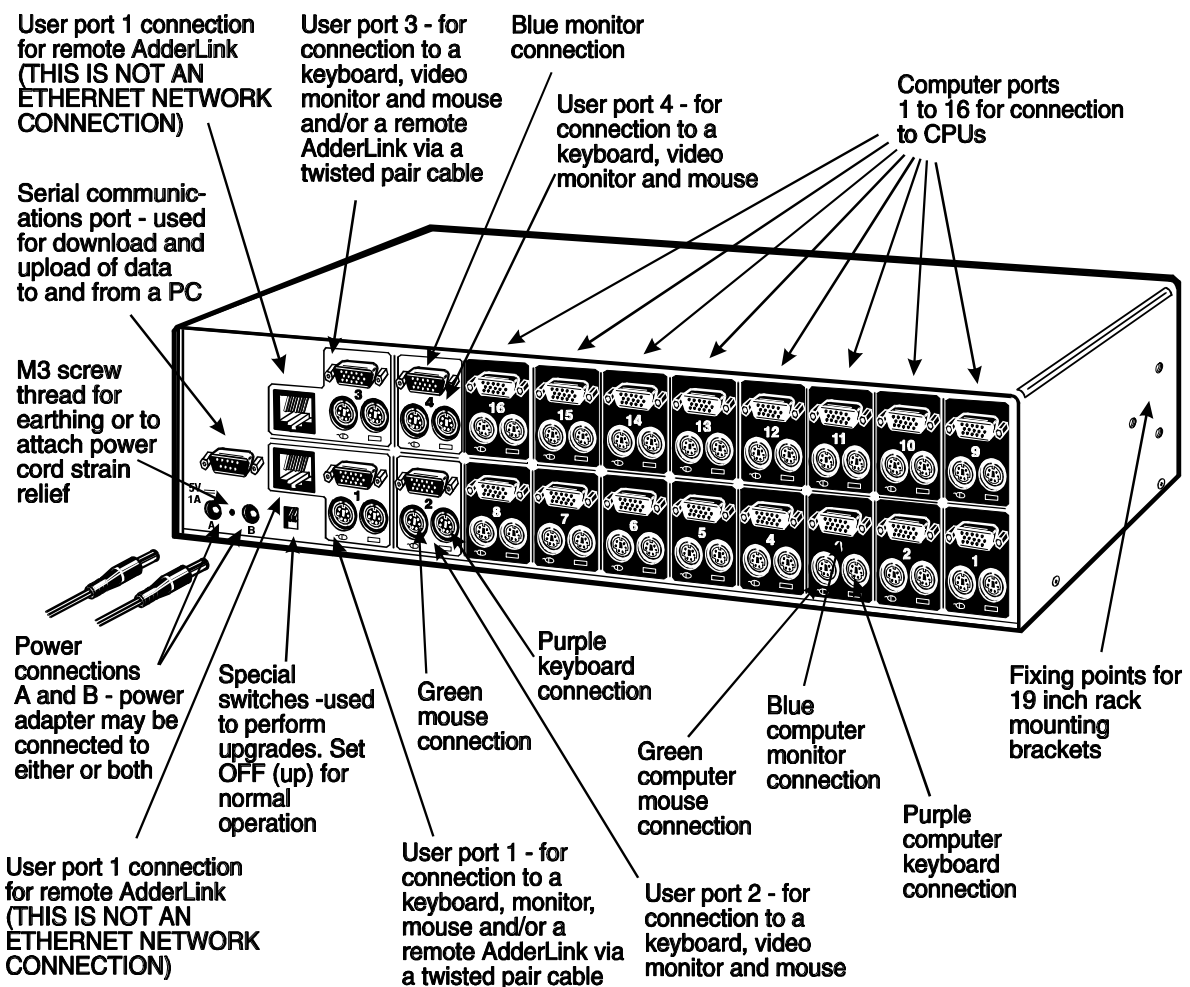 User port 1 connection
for remote AdderLink
(THIS IS NOT AN
ETHERNET NETWORK
CONNECTION)
User port 3 - for
connection to a
keyboard, video
monitor and mouse
and/or a remote
AdderLink via a
twisted pair cable
Blue monitor
connection
User port 4 - for
connection to a
keyboard, video
monitor and mouse
Computer ports
1 to 16 for connection
to CPUs
Serial communic-
ations port - used
for download and
upload of data
to and from a PC
M3 screw
thread for
earthing or to
attach power
cord strain
relief
3
4
16
15
14
13
12
11
10
9
5V
1A
A
B
1
2
8
7
6
5
4
2
1
Power
connections
A and B - power
adapter may be
connected to
either or both
Special
switches -used
to perform
upgrades. Set
OFF (up) for
normal
operation
Green
mouse
connection
Purple
keyboard
connection
Green
computer
mouse
connection
Blue
computer
monitor
connection
Purple
computer
keyboard
connection
Fixing points for
19 inch rack
mounting
brackets
User port 1 connection
for remote AdderLink
(THIS IS NOT AN
ETHERNET NETWORK
CONNECTION)
User port 1 - for
connection to a
keyboard, monitor,
mouse and/or a
remote AdderLink via
a twisted pair cable
User port 2 - for
connection to a
keyboard, video
monitor and mouse